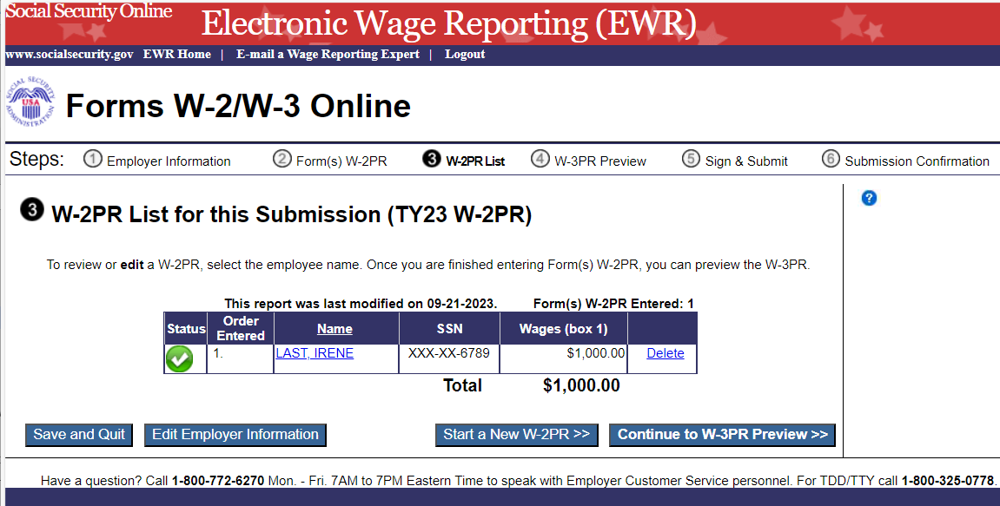 Social Security Online
Electronic Wage Reporting (EWR)
www.socialsecurity.gov EWR Home | E-mail a Wage Reporting Expert | Logout
SOCIAL SECURITY ADMINISTRATION
USA
Forms W-2/W-3 Online
Steps: 1 Employer Information 2 Form(s) W-2PR 3 W-2PR List 4 W-3PR Preview 5 Sign & Submit 6 Submission Confirmation
3 W-2PR List for this Submission (TY23 W-2PR)
?
To review or edit a W-2PR, select the employee name. Once you are finished entering Form(s) W-2PR, you can preview the W-3PR.
This report was last modified on 09-21-2023. Form(s) W-2PR Entered: 1
Status Order Entered Name SSN Wages (box 1)
1. LAST, IRENE XXX-XX-6789 $1,000.00 Delete
Total $1,000.00
Save and Quit Edit Employer Information Start a New W-2PR >> Continue to W-3PR Preview >>
Have a question? Call 1-800-772-6270 Mon. - Fri. 7AM to 7PM Eastern Time to speak with Employer Customer Service personnel. For TDD/TTY call 1-800-325-0778.